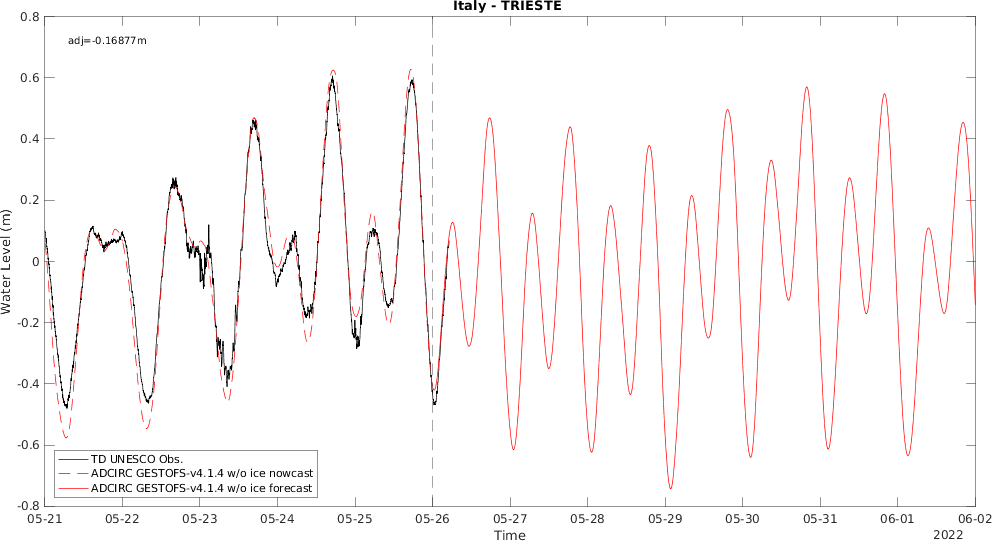 Italy - TRIESTE
adj=-0.16877m
Water Level (m)
0.8
0.6
0.4
0.2
0
-0.2
-0.4
-0.6
-0.8
TD UNESCO Obs.
ADCIRC GESTOFS-v4.1.4 w/o ice nowcast
ADCIRC GESTOFS-v4.1.4 w/o ice forecast
05-21 05-22 05-23 05-24 05-25 05-26 05-27 05-28 05-29 05-30 05-31 06-01 06-02
Time
2022